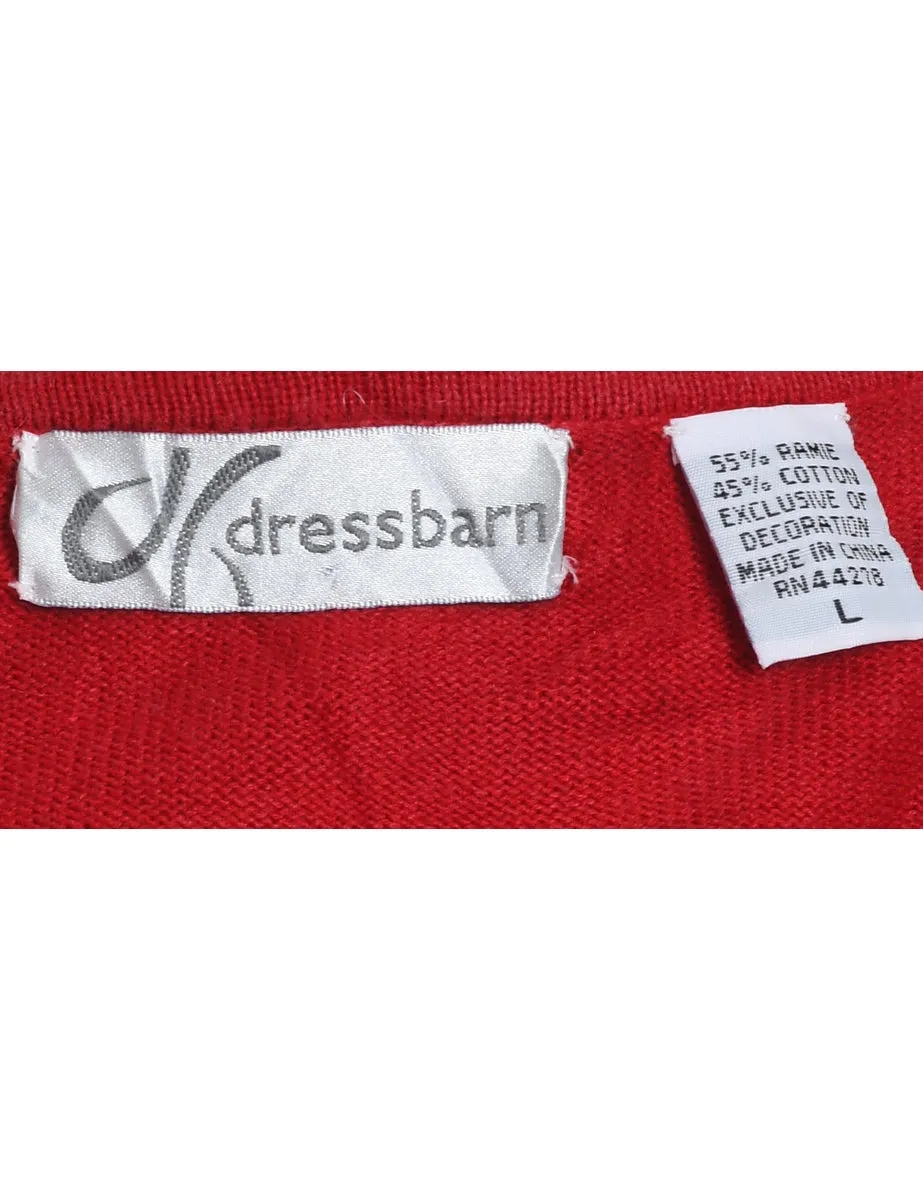 dressbarn
55% RAMIE
45% COTTON
EXCLUSIVE OF
DECORATION
MADE IN CHINA
RN44278
L